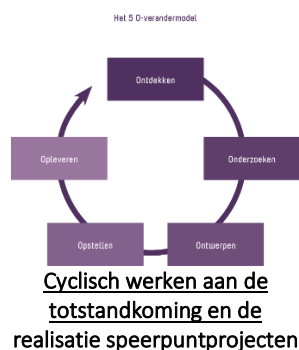 Het 5 O-verandermodel
Ontdekken
Onderzoeken
Ontwerpen
Opstellen
Opleveren
Cyclisch werken aan de
totstandkoming en de
realisatie speerpuntprojecten